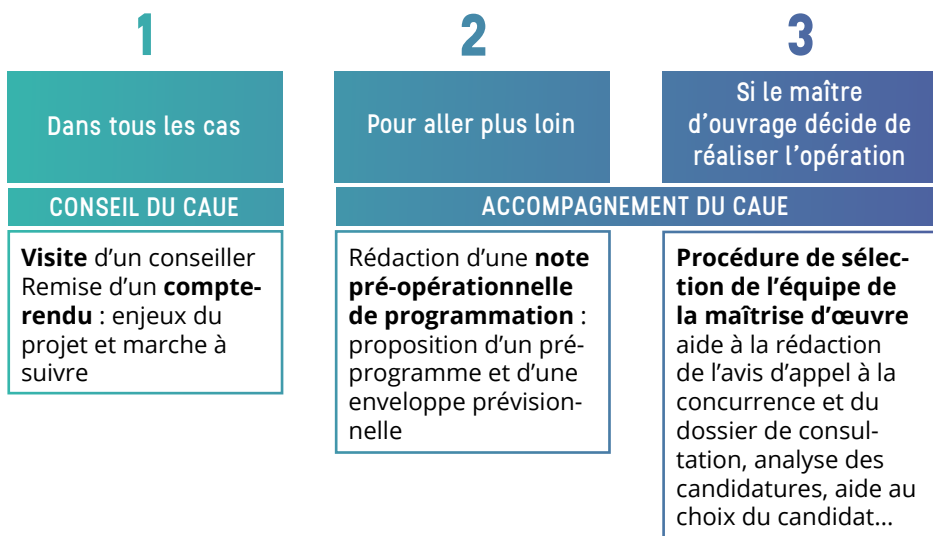 1
Dans tous les cas
CONSEIL DU CAUE
Visite d'un conseiller
Remise d'un compte-
rendu : enjeux du
projet et marche à
suivre
2
Pour aller plus loin
3
Si le maître
d'ouvrage décide de
réaliser l'opération
ACCOMPAGNEMENT DU CAUE
Rédaction d'une note
pré-opérationnelle
de programmation :
proposition d'un pré-
programme et d'une
enveloppe prévision-
nelle
Procédure de sélec-
tion de l'équipe de
la maîtrise d'œuvre
aide à la rédaction
de l'avis d'appel à la
concurrence et du
dossier de consul-
tation, analyse des
candidatures, aide au
choix du candidat...